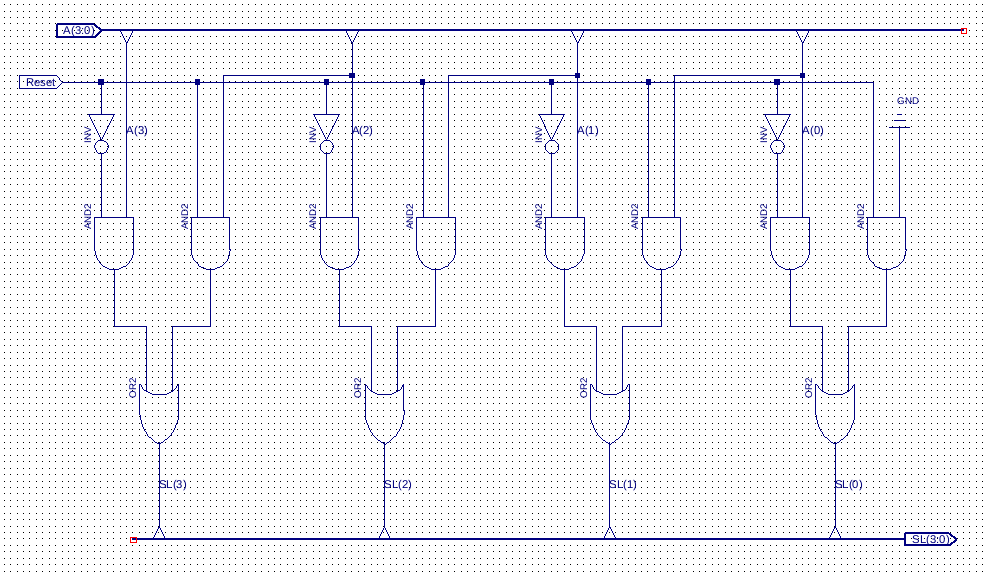 A(3:0)
Reset
GND
INV
A(3)
INV
A(2)
INV
A(1)
INV
A(0)
AND2
AND2
AND2
AND2
AND2
AND2
AND2
AND2
OR2
OR2
OR2
OR2
SL(3)
SL(2)
SL(1)
SL(0)
SL(3:0)